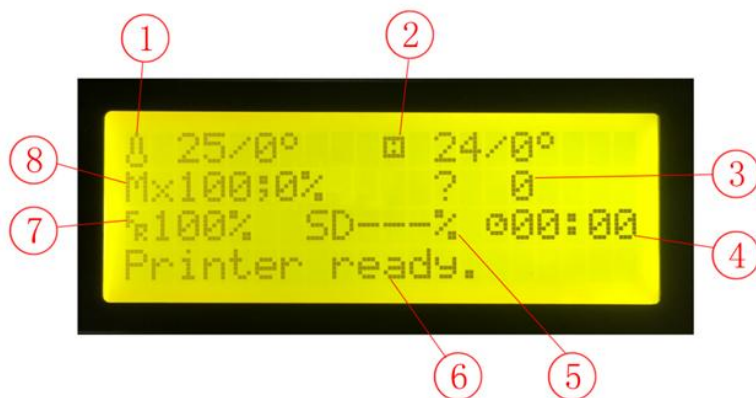 ① ②
🌡 25/0° 24/0°
⑧ Mx100;0% ? 0 ③
⑦ FR100% SD---% 00:00 ④
Printer ready.
⑥ ⑤